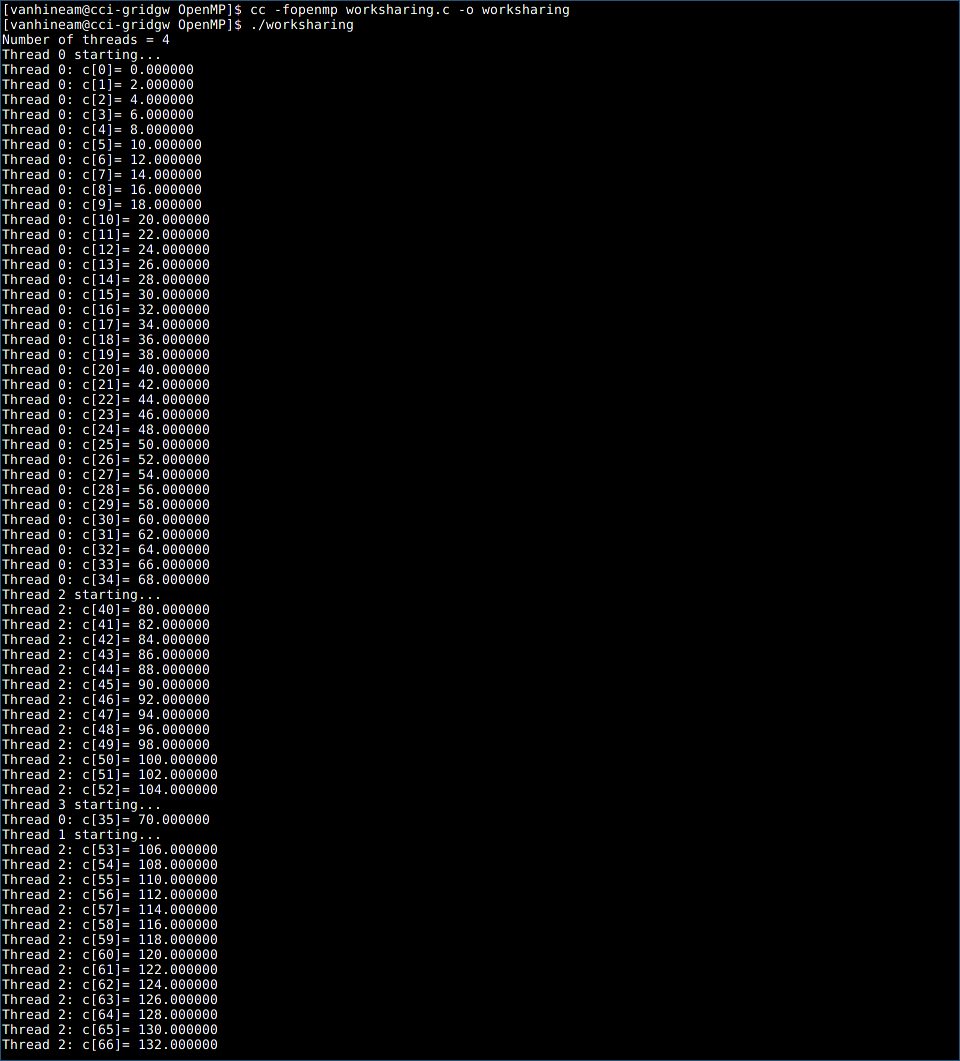 [vanhineam@cci-gridgw OpenMP]$ cc -fopenmp worksharing.c -o worksharing
[vanhineam@cci-gridgw OpenMP]$ ./worksharing
Number of threads = 4
Thread 0 starting...
Thread 0: c[0]= 0.000000
Thread 0: c[1]= 2.000000
Thread 0: c[2]= 4.000000
Thread 0: c[3]= 6.000000
Thread 0: c[4]= 8.000000
Thread 0: c[5]= 10.000000
Thread 0: c[6]= 12.000000
Thread 0: c[7]= 14.000000
Thread 0: c[8]= 16.000000
Thread 0: c[9]= 18.000000
Thread 0: c[10]= 20.000000
Thread 0: c[11]= 22.000000
Thread 0: c[12]= 24.000000
Thread 0: c[13]= 26.000000
Thread 0: c[14]= 28.000000
Thread 0: c[15]= 30.000000
Thread 0: c[16]= 32.000000
Thread 0: c[17]= 34.000000
Thread 0: c[18]= 36.000000
Thread 0: c[19]= 38.000000
Thread 0: c[20]= 40.000000
Thread 0: c[21]= 42.000000
Thread 0: c[22]= 44.000000
Thread 0: c[23]= 46.000000
Thread 0: c[24]= 48.000000
Thread 0: c[25]= 50.000000
Thread 0: c[26]= 52.000000
Thread 0: c[27]= 54.000000
Thread 0: c[28]= 56.000000
Thread 0: c[29]= 58.000000
Thread 0: c[30]= 60.000000
Thread 0: c[31]= 62.000000
Thread 0: c[32]= 64.000000
Thread 0: c[33]= 66.000000
Thread 0: c[34]= 68.000000
Thread 2 starting...
Thread 2: c[40]= 80.000000
Thread 2: c[41]= 82.000000
Thread 2: c[42]= 84.000000
Thread 2: c[43]= 86.000000
Thread 2: c[44]= 88.000000
Thread 2: c[45]= 90.000000
Thread 2: c[46]= 92.000000
Thread 2: c[47]= 94.000000
Thread 2: c[48]= 96.000000
Thread 2: c[49]= 98.000000
Thread 2: c[50]= 100.000000
Thread 2: c[51]= 102.000000
Thread 2: c[52]= 104.000000
Thread 3 starting...
Thread 0: c[35]= 70.000000
Thread 1 starting...
Thread 2: c[53]= 106.000000
Thread 2: c[54]= 108.000000
Thread 2: c[55]= 110.000000
Thread 2: c[56]= 112.000000
Thread 2: c[57]= 114.000000
Thread 2: c[58]= 116.000000
Thread 2: c[59]= 118.000000
Thread 2: c[60]= 120.000000
Thread 2: c[61]= 122.000000
Thread 2: c[62]= 124.000000
Thread 2: c[63]= 126.000000
Thread 2: c[64]= 128.000000
Thread 2: c[65]= 130.000000
Thread 2: c[66]= 132.000000